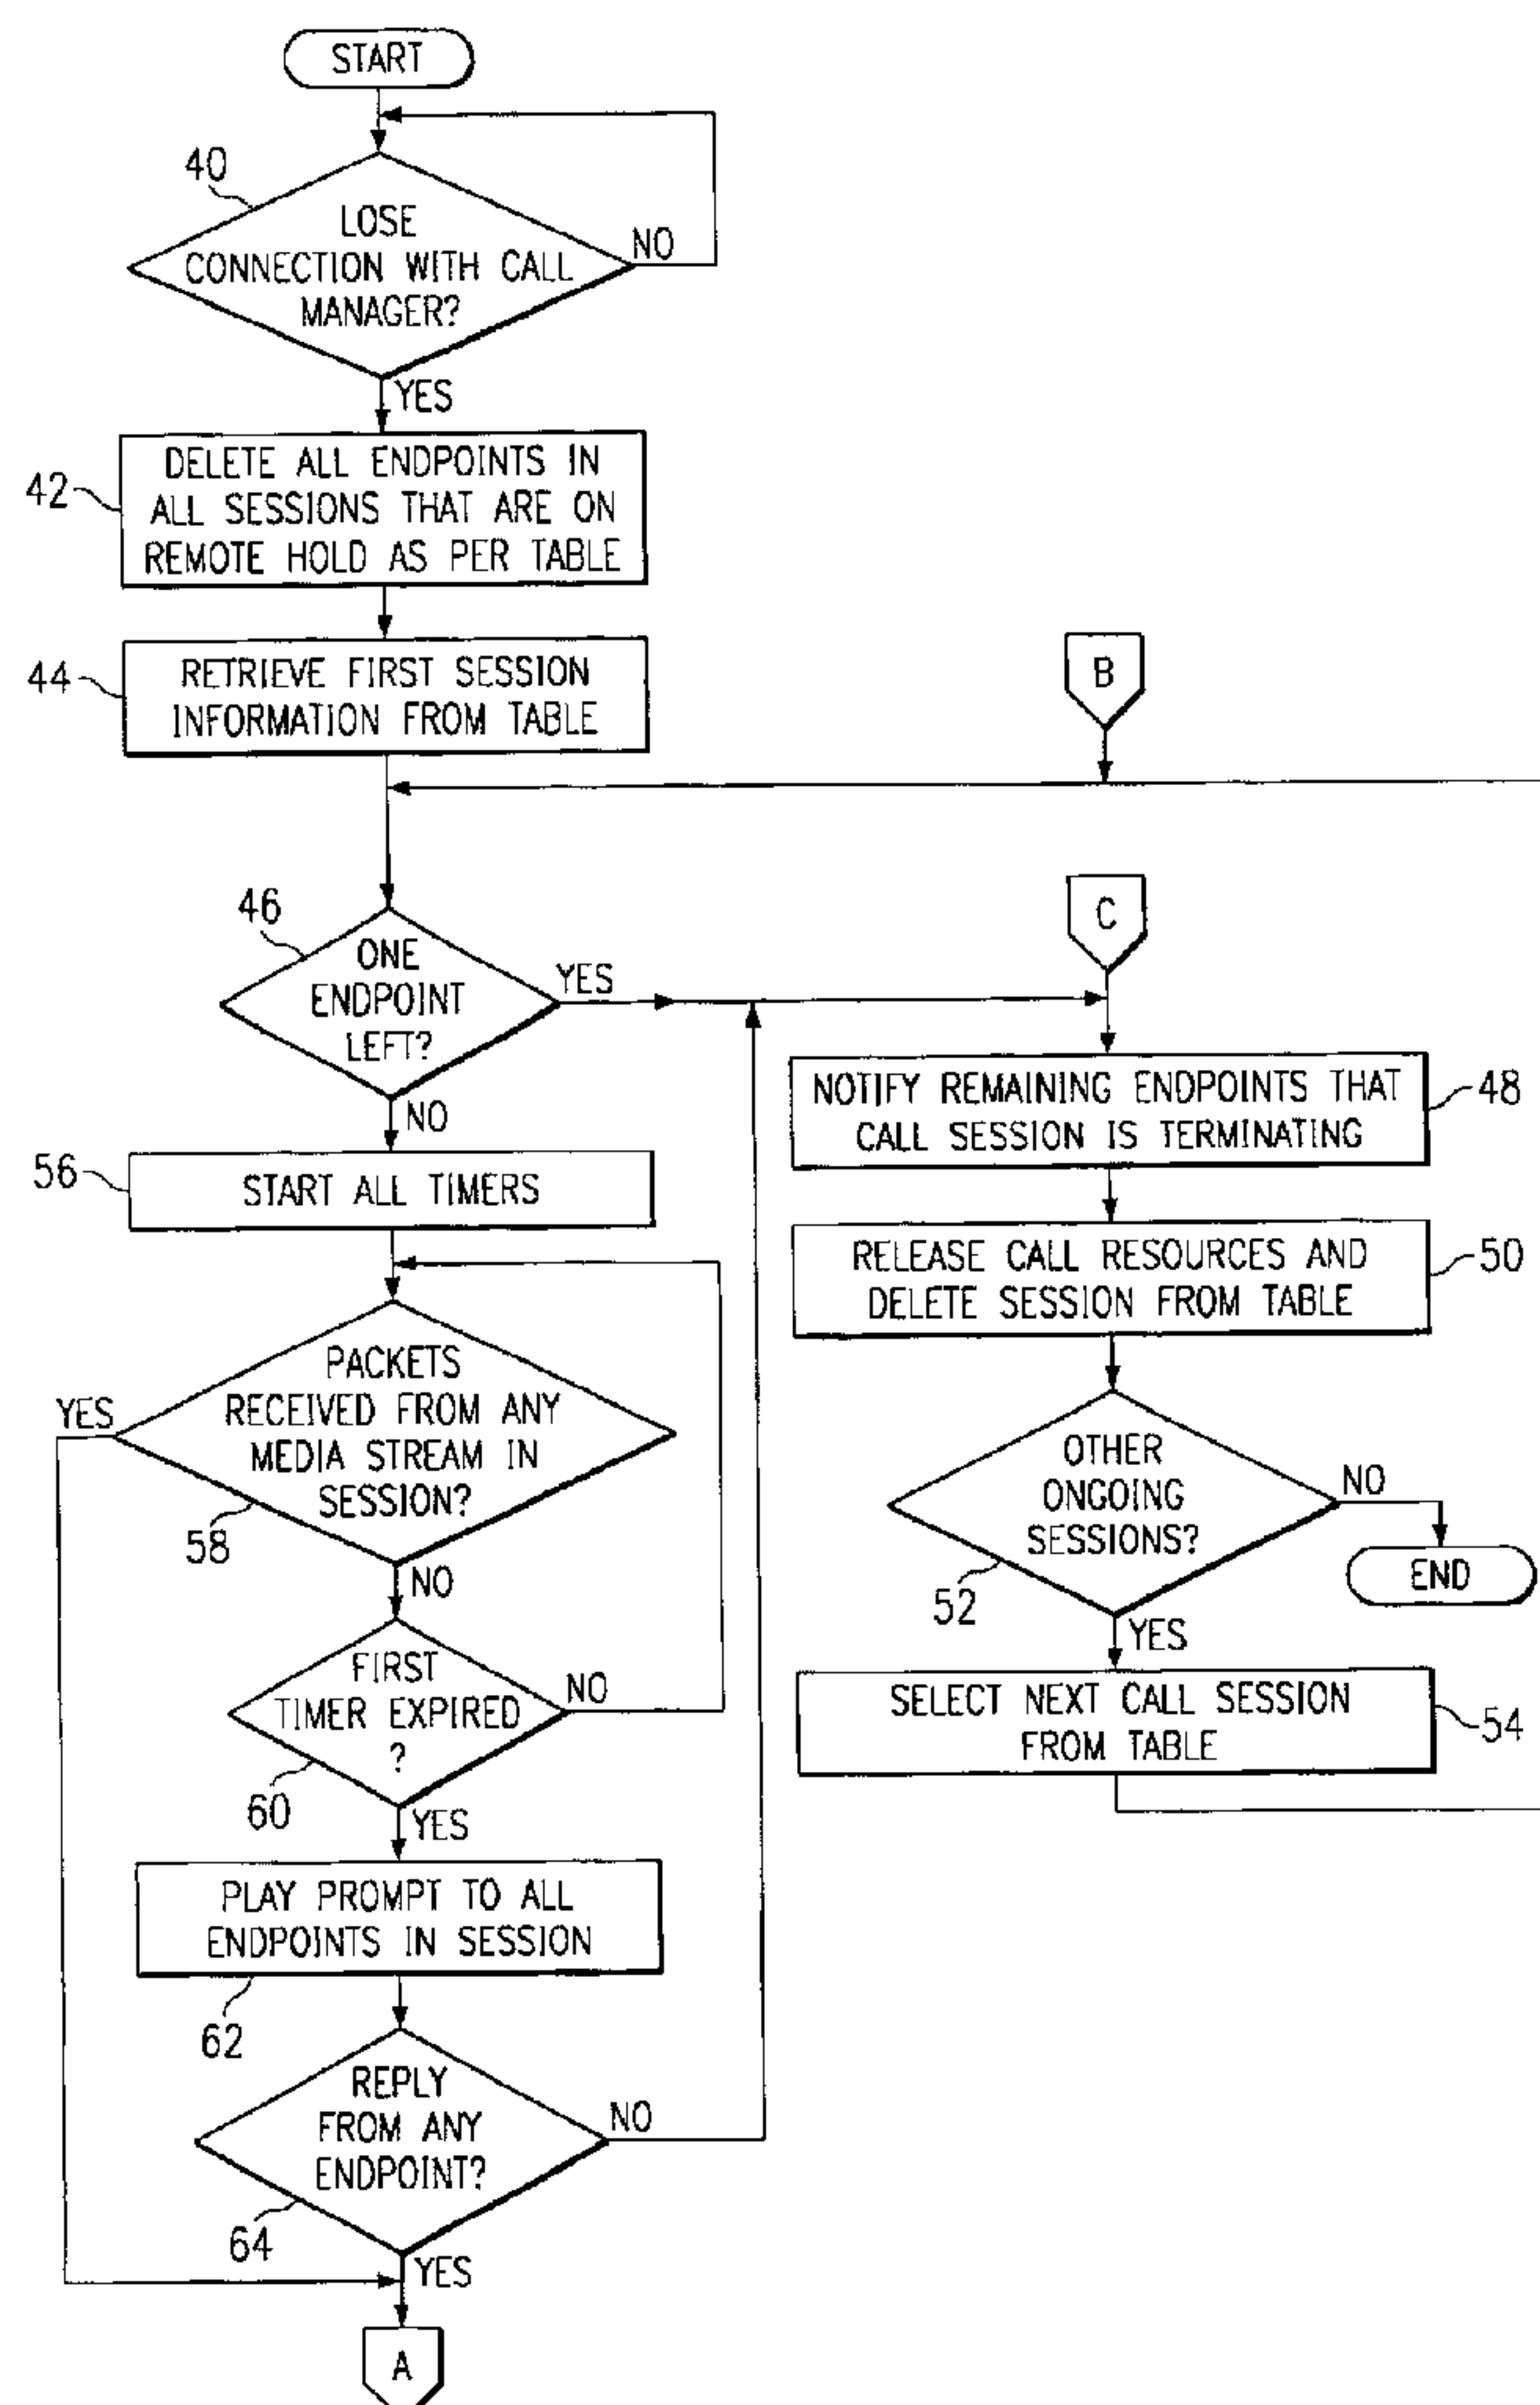 START
40
LOSE
CONNECTION WITH CALL
MANAGER?
NO
YES
42
DELETE ALL ENDPOINTS IN
ALL SESSIONS THAT ARE ON
REMOTE HOLD AS PER TABLE
44
RETRIEVE FIRST SESSION
INFORMATION FROM TABLE
B
46
ONE
ENDPOINT
LEFT?
YES
NO
C
NOTIFY REMAINING ENDPOINTS THAT
CALL SESSION IS TERMINATING
48
56
START ALL TIMERS
RELEASE CALL RESOURCES AND
DELETE SESSION FROM TABLE
50
YES
PACKETS
RECEIVED FROM ANY
MEDIA STREAM IN
SESSION?
58
NO
OTHER
ONGOING
SESSIONS?
NO
52
END
YES
FIRST
TIMER EXPIRED
?
NO
60
YES
SELECT NEXT CALL SESSION
FROM TABLE
54
PLAY PROMPT TO ALL
ENDPOINTS IN SESSION
62
REPLY
FROM ANY
ENDPOINT?
NO
64
YES
A